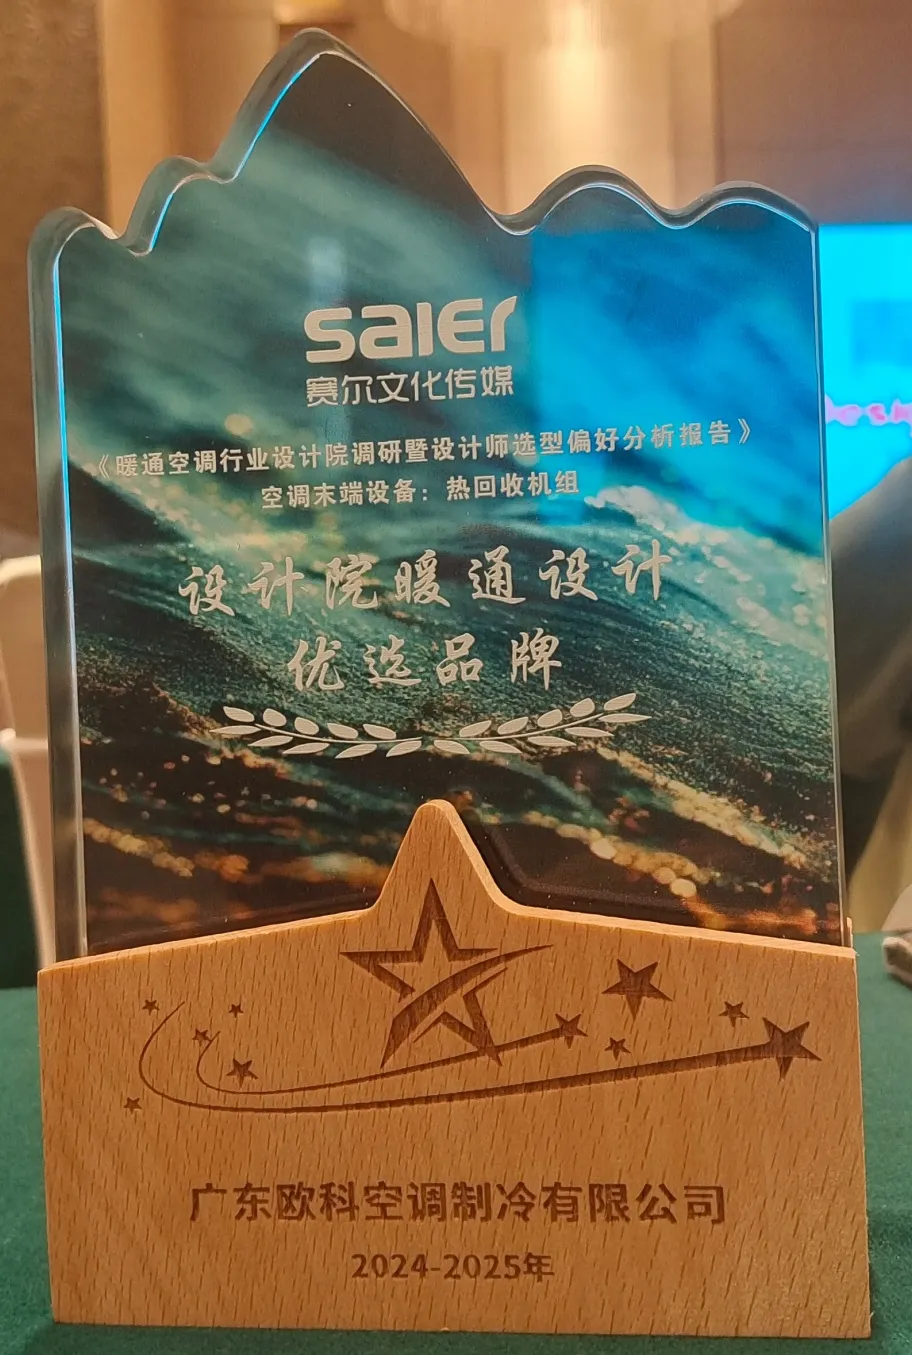 saier
赛尔文化传媒
《暖通空调行业设计院调研暨设计师选型偏好分析报告》
空调末端设备：热回收机组
设计院暖通设计
优选品牌
广东欧科空调制冷有限公司
2024-2025年